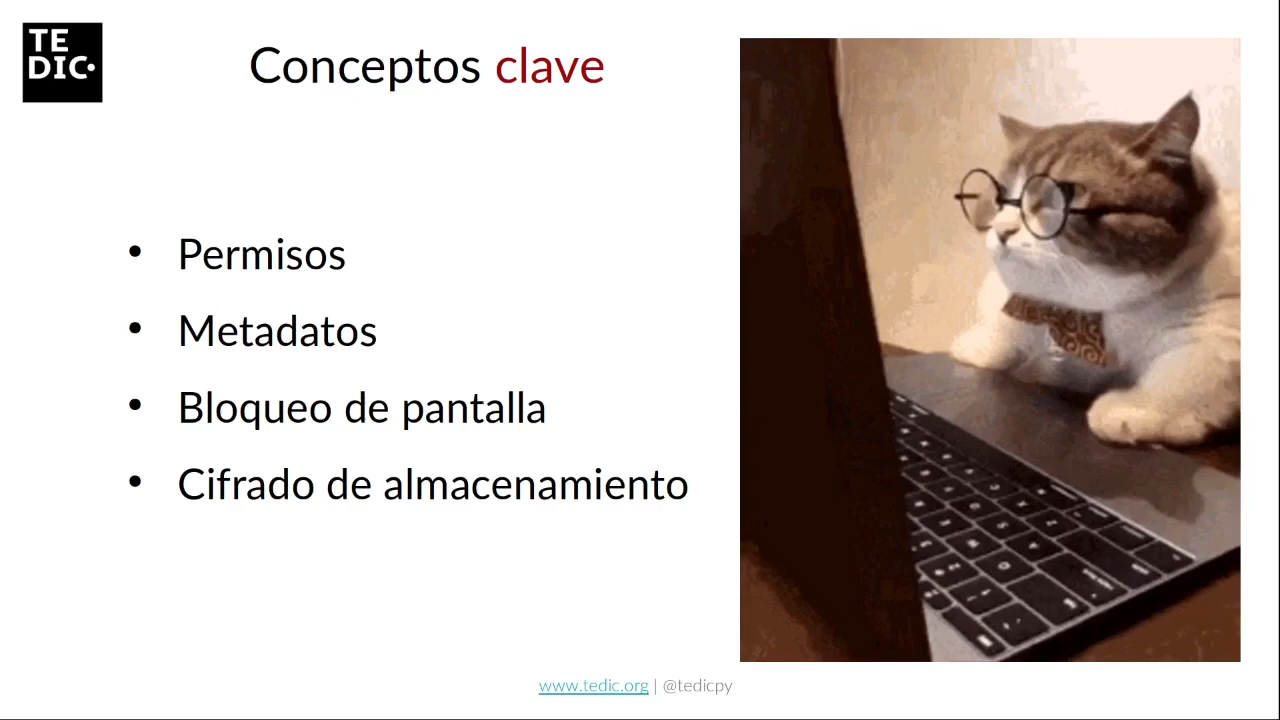 TE
DIC
Conceptos clave
• Permisos
• Metadatos
• Bloqueo de pantalla
• Cifrado de almacenamiento
www.tedic.org | @tedicpy